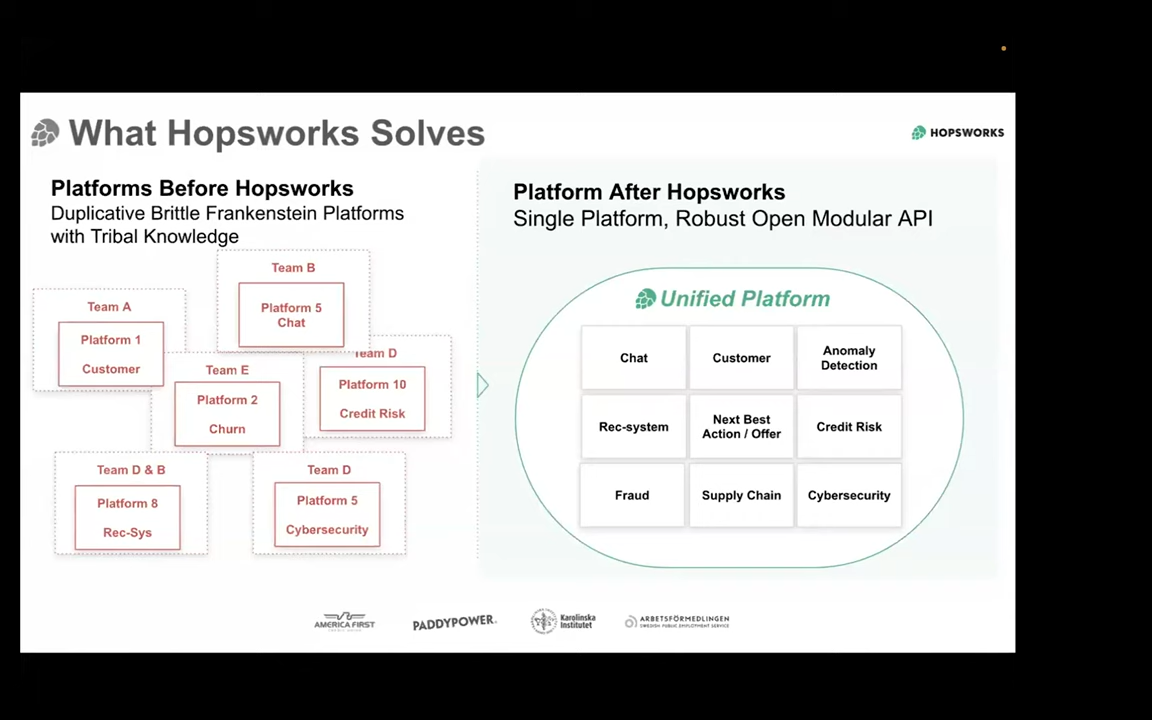 What Hopsworks Solves
HOPSWORKS
Platforms Before Hopsworks
Duplicative Brittle Frankenstein Platforms
with Tribal Knowledge
Team B
Platform 5
Chat
Team A
Platform 1
Customer
Team D
Platform 10
Credit Risk
Team E
Platform 2
Churn
Team D & B
Platform 8
Rec-Sys
Team D
Platform 5
Cybersecurity
Platform After Hopsworks
Single Platform, Robust Open Modular API
Unified Platform
Chat
Customer
Anomaly
Detection
Rec-system
Next Best
Action / Offer
Credit Risk
Fraud
Supply Chain
Cybersecurity
AMERICA FIRST
CREDIT UNION
PADDYPOWER.
Karolinska
Institutet
ARBETSFÖRMEDLINGEN
SWEDISH PUBLIC EMPLOYMENT SERVICE